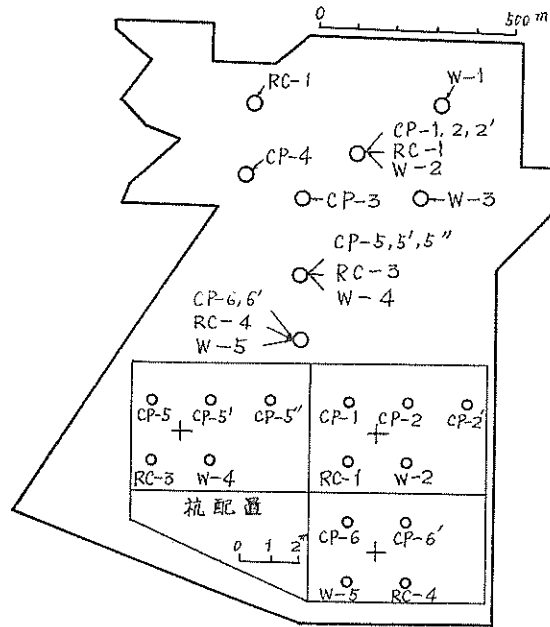 0 500m
RC-1
W-1
CP-1, 2, 2′
RC-1
W-2
CP-4
CP-3
W-3
CP-5, 5′, 5″
RC-3
W-4
CP-6, 6′
RC-4
W-5
CP-5 CP-5′ CP-5″
RC-3 W-4
CP-1 CP-2 CP-2′
RC-1 W-2
杭配置
0 1 2m
CP-6 CP-6′
W-5 RC-4